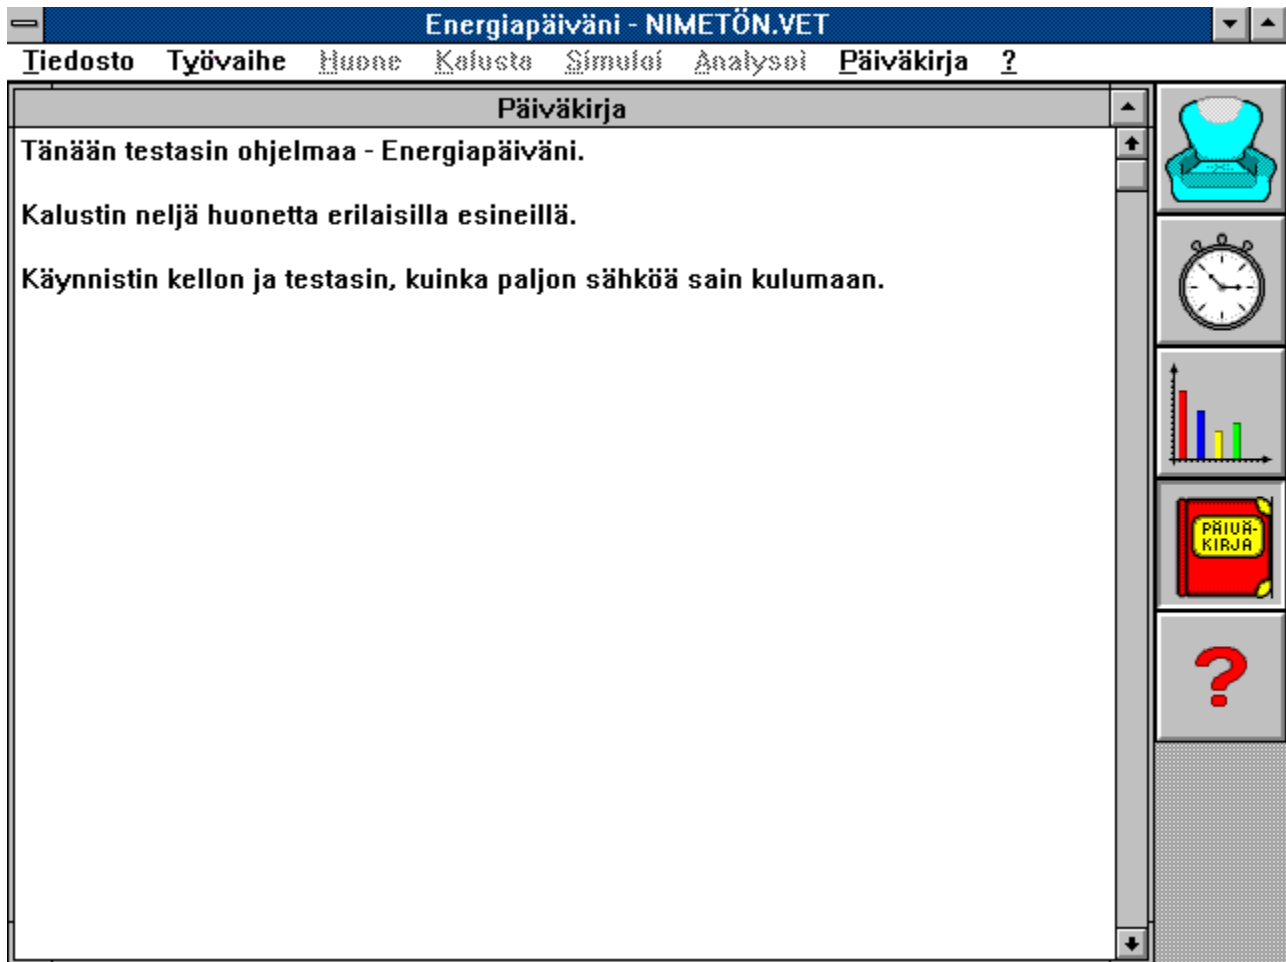 Energiapäiväni - NIMETÖN.VET
Tiedosto Työvaihe Huone Kalusta Simuloi Analysoi Päiväkirja ?
Päiväkirja
Tänään testasin ohjelmaa - Energiapäiväni.
Kalustin neljä huonetta erilaisilla esineillä.
Käynnistin kellon ja testasin, kuinka paljon sähköä sain kulumaan.
PÄIVÄ-
KIRJA
?